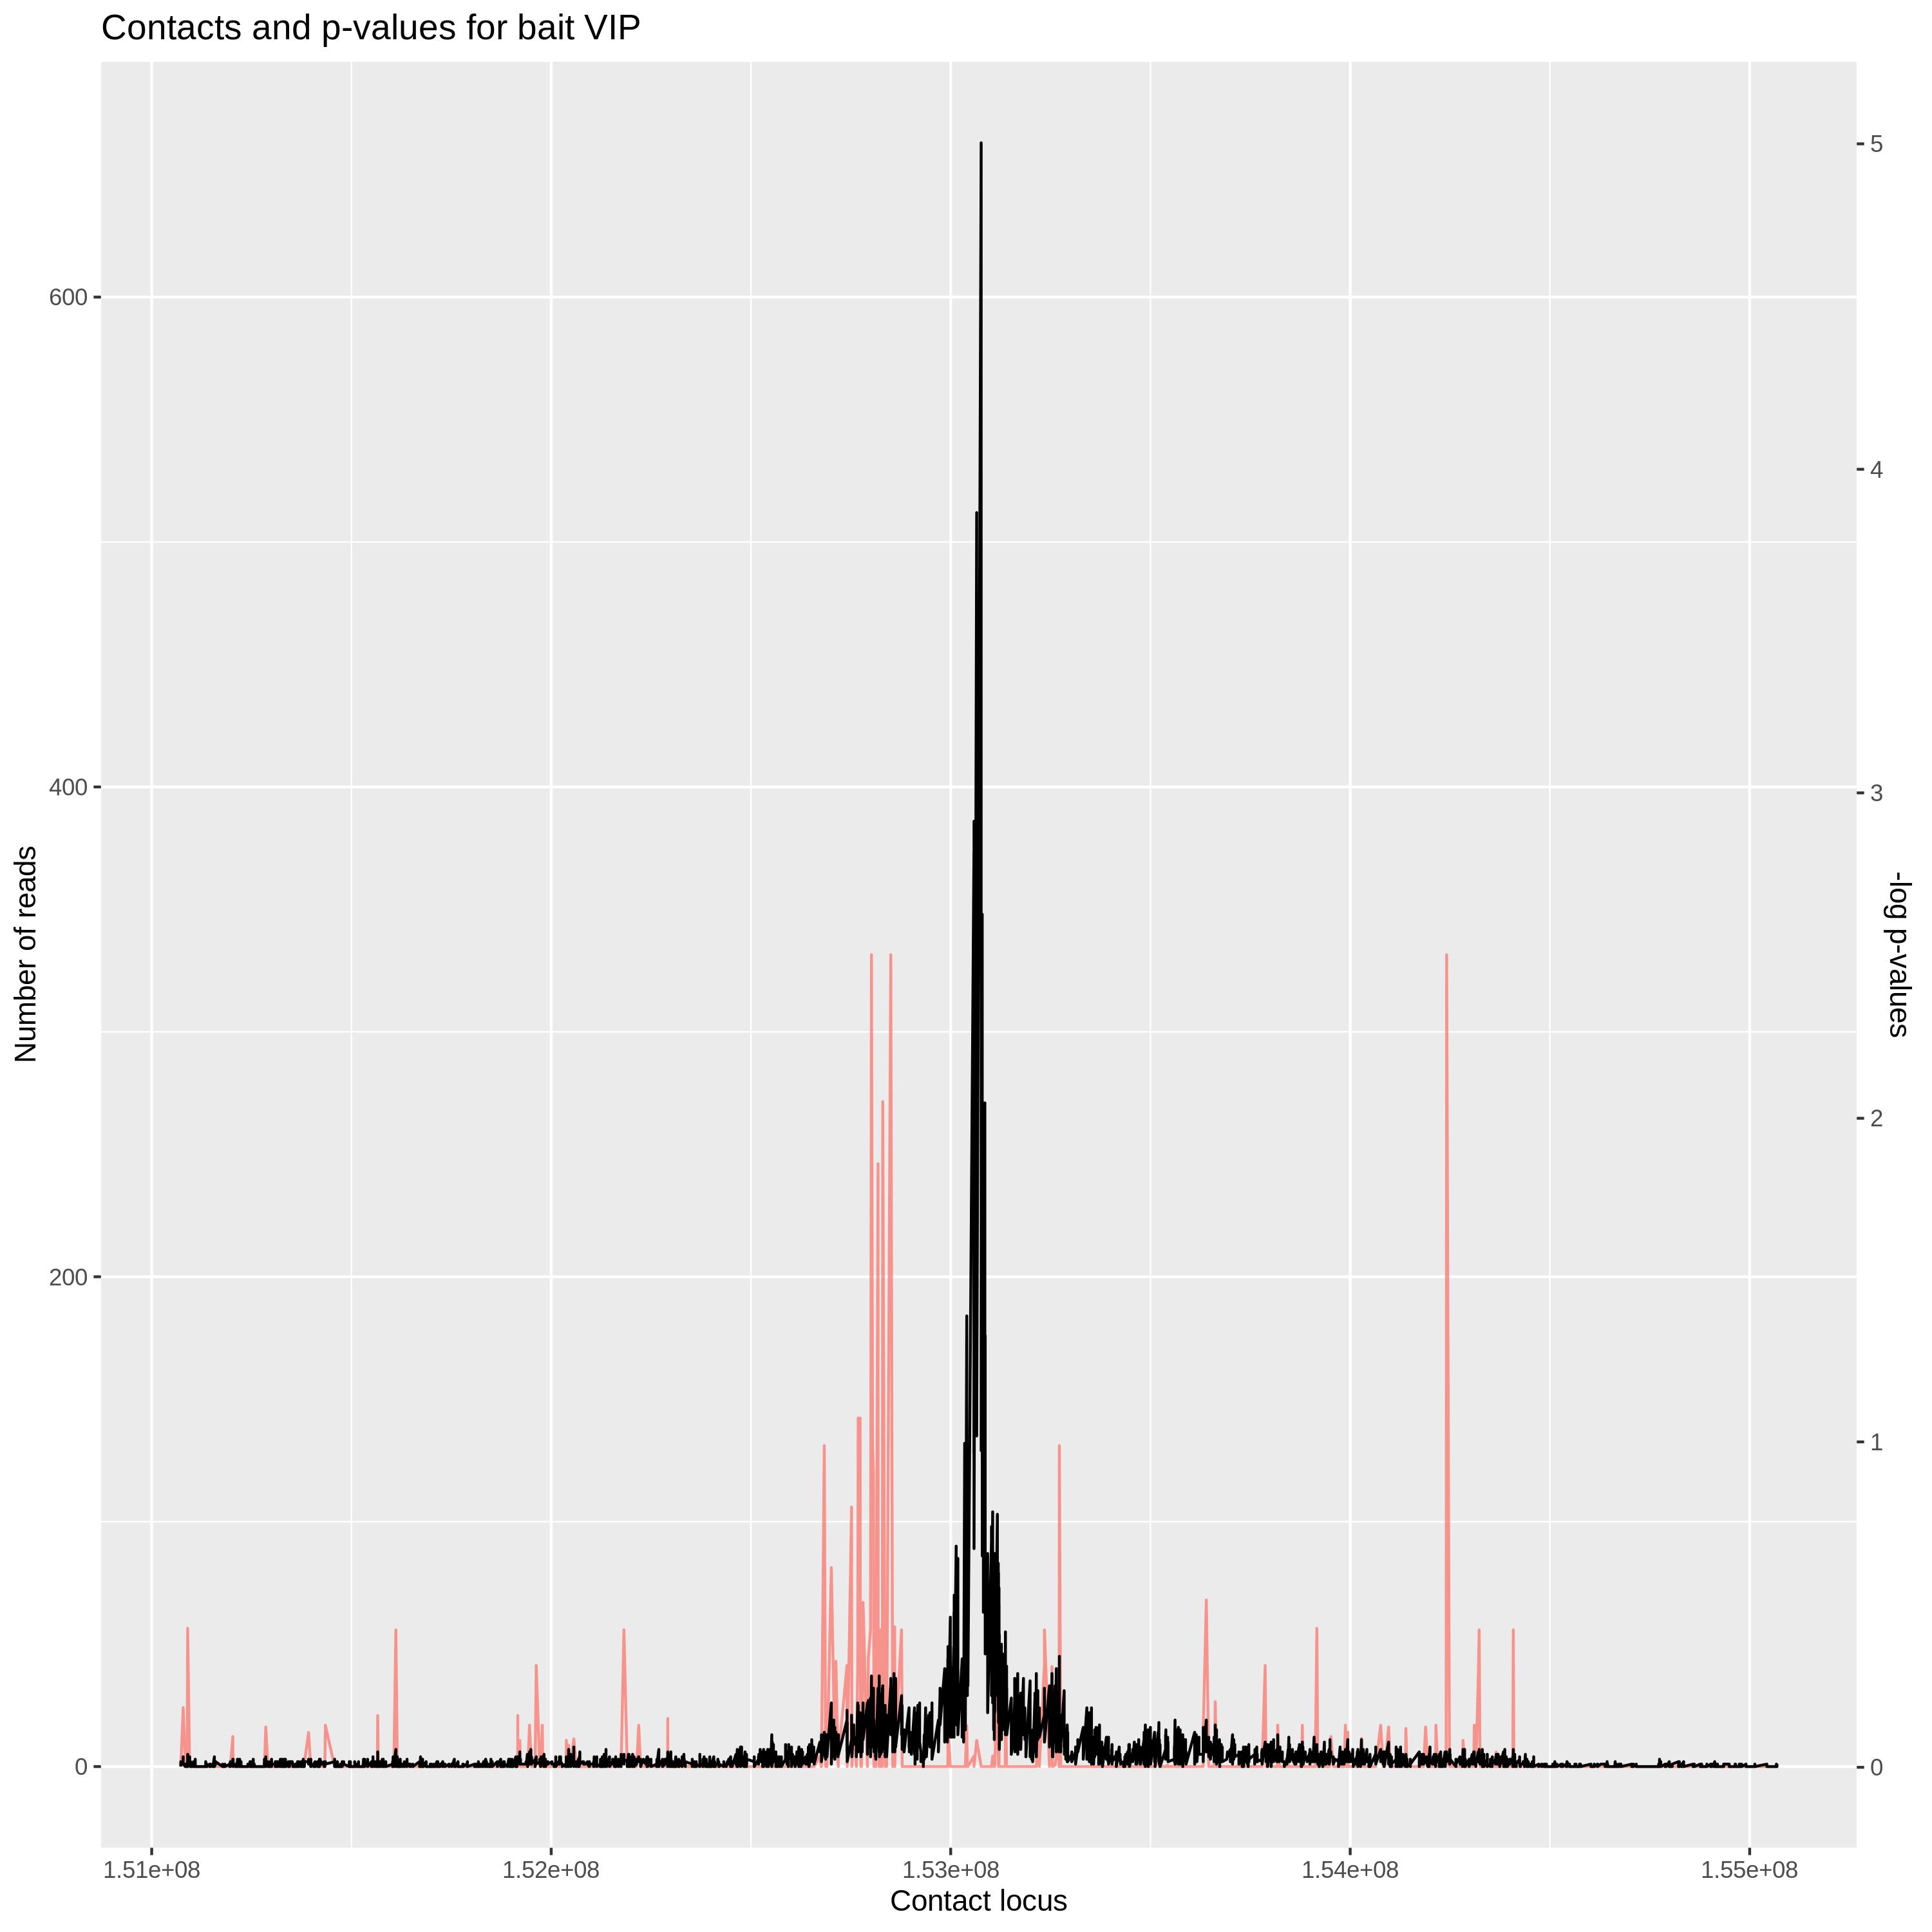 Contacts and p-values for bait VIP
600
400
200
0
Number of reads
5
4
3
2
1
0
-log p-values
1.51e+08 1.52e+08 1.53e+08 1.54e+08 1.55e+08
Contact locus